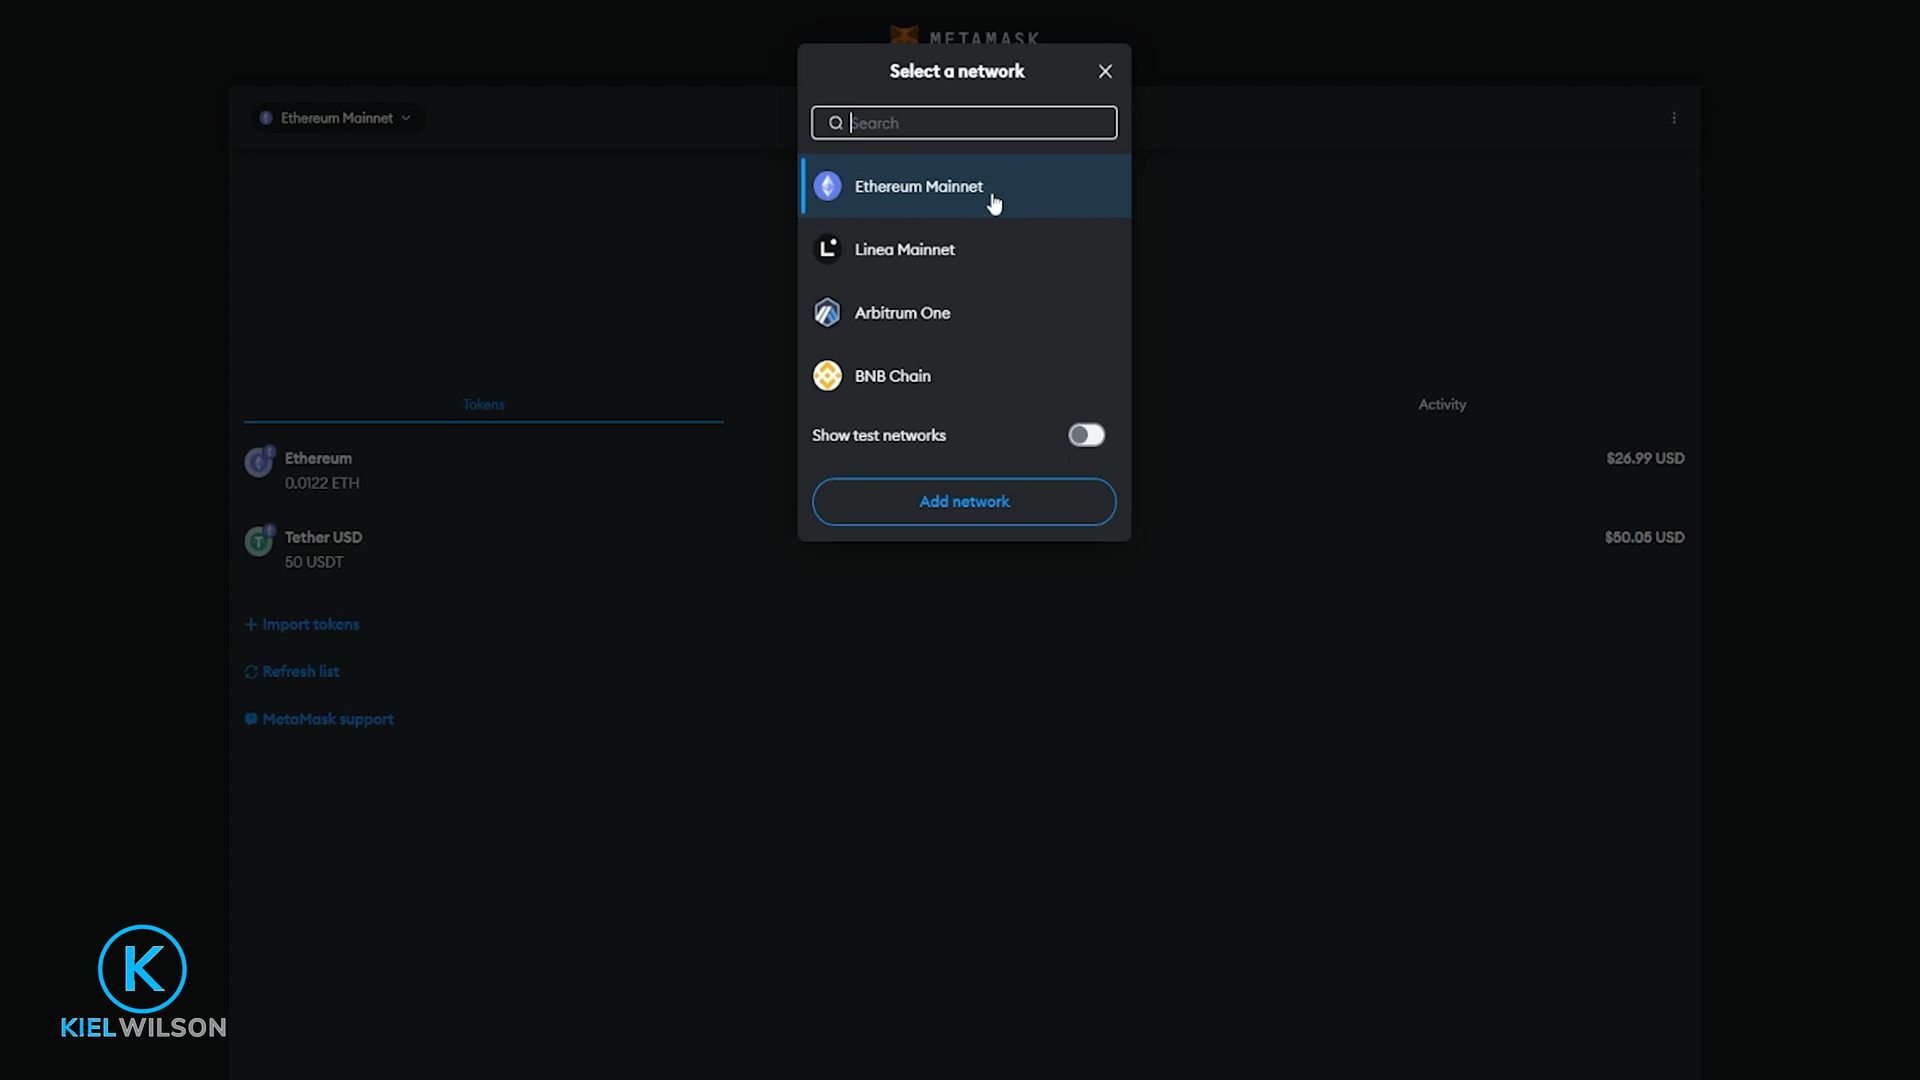 METAMASK
Select a network
Ethereum Mainnet
Search
Ethereum Mainnet
Linea Mainnet
Arbitrum One
BNB Chain
Show test networks
Add network
Tokens
Activity
Ethereum
$26.99 USD
0.0122 ETH
Tether USD
$50.05 USD
50 USDT
+ Import tokens
Refresh list
MetaMask support
K
KIELWILSON